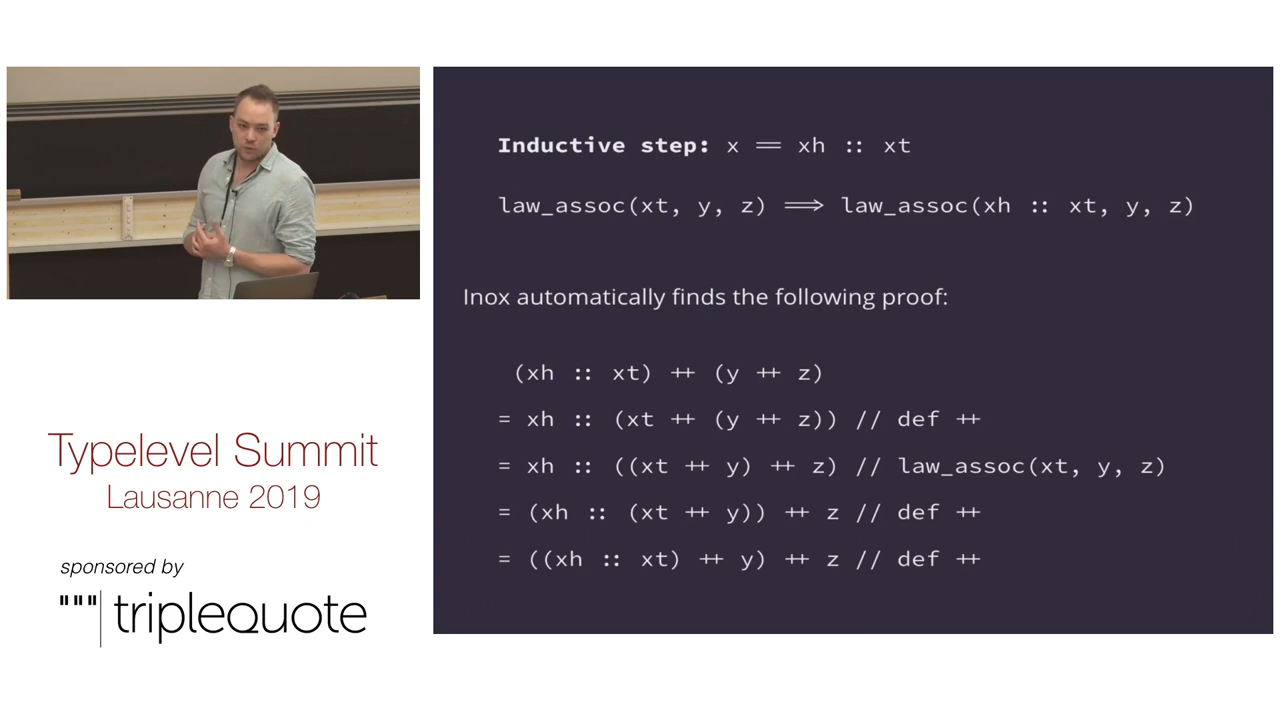 Inductive step: x == xh :: xt
law_assoc(xt, y, z) ==> law_assoc(xh :: xt, y, z)
Inox automatically finds the following proof:
(xh :: xt) ++ (y ++ z)
= xh :: (xt ++ (y ++ z)) // def ++
= xh :: ((xt ++ y) ++ z) // law_assoc(xt, y, z)
= (xh :: (xt ++ y)) ++ z // def ++
= ((xh :: xt) ++ y) ++ z // def ++
Typelevel Summit
Lausanne 2019
sponsored by
"""|triplequote